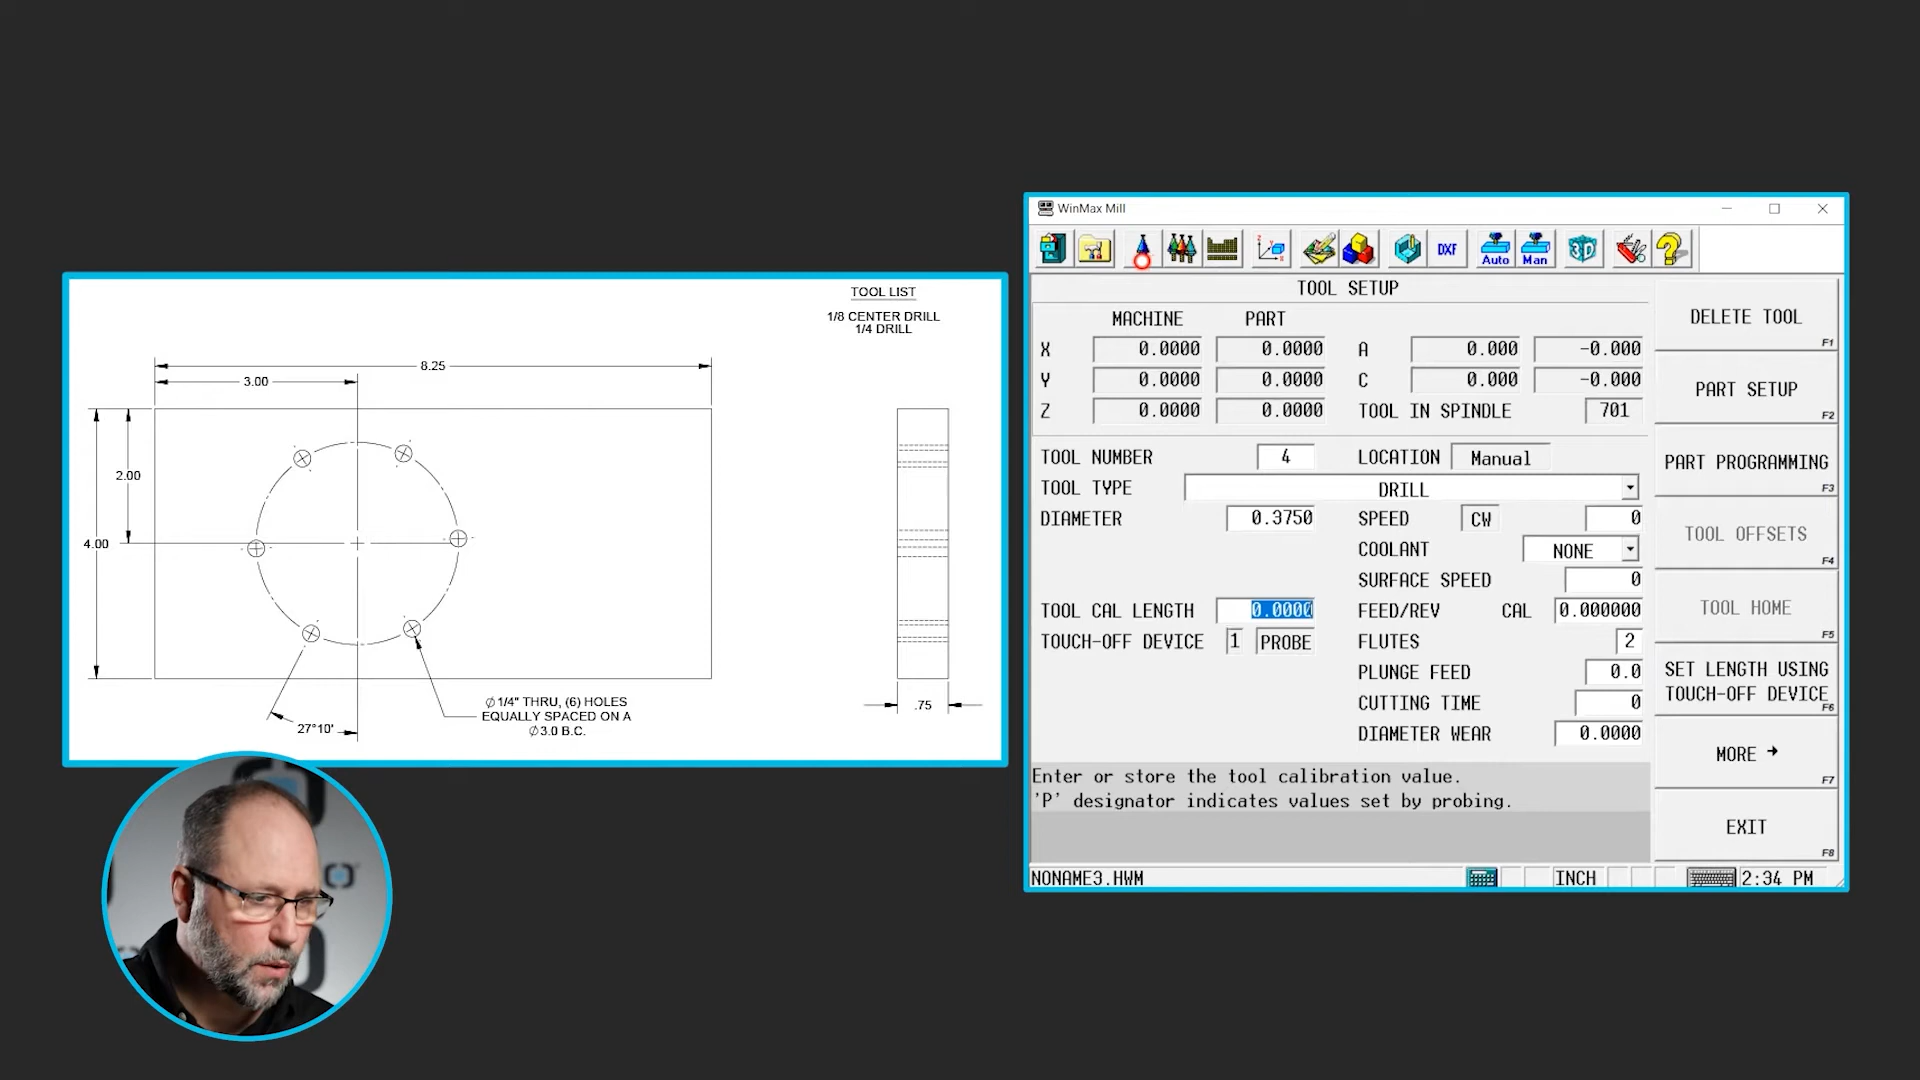 TOOL LIST
1/8 CENTER DRILL
1/4 DRILL
8.25
3.00
2.00
4.00
Ø 1/4" THRU, (6) HOLES
EQUALLY SPACED ON A
Ø3.0 B.C.
27°10'
.75
WinMax Mill
DXF
Auto
Man
3D
TOOL SETUP
MACHINE PART
X 0.0000 0.0000 A 0.000 -0.000
Y 0.0000 0.0000 C 0.000 -0.000
Z 0.0000 0.0000 TOOL IN SPINDLE 701
TOOL NUMBER 4 LOCATION Manual
TOOL TYPE DRILL
DIAMETER 0.3750 SPEED CW 0
COOLANT NONE
SURFACE SPEED 0
TOOL CAL LENGTH 0.0000 FEED/REV CAL 0.000000
TOUCH-OFF DEVICE 1 PROBE FLUTES 2
PLUNGE FEED 0.0
CUTTING TIME 0
DIAMETER WEAR 0.0000
Enter or store the tool calibration value.
'P' designator indicates values set by probing.
DELETE TOOL
F1
PART SETUP
F2
PART PROGRAMMING
F3
TOOL OFFSETS
F4
TOOL HOME
F5
SET LENGTH USING
TOUCH-OFF DEVICE
F6
MORE →
F7
EXIT
F8
NONAME3.HWM INCH 2:34 PM